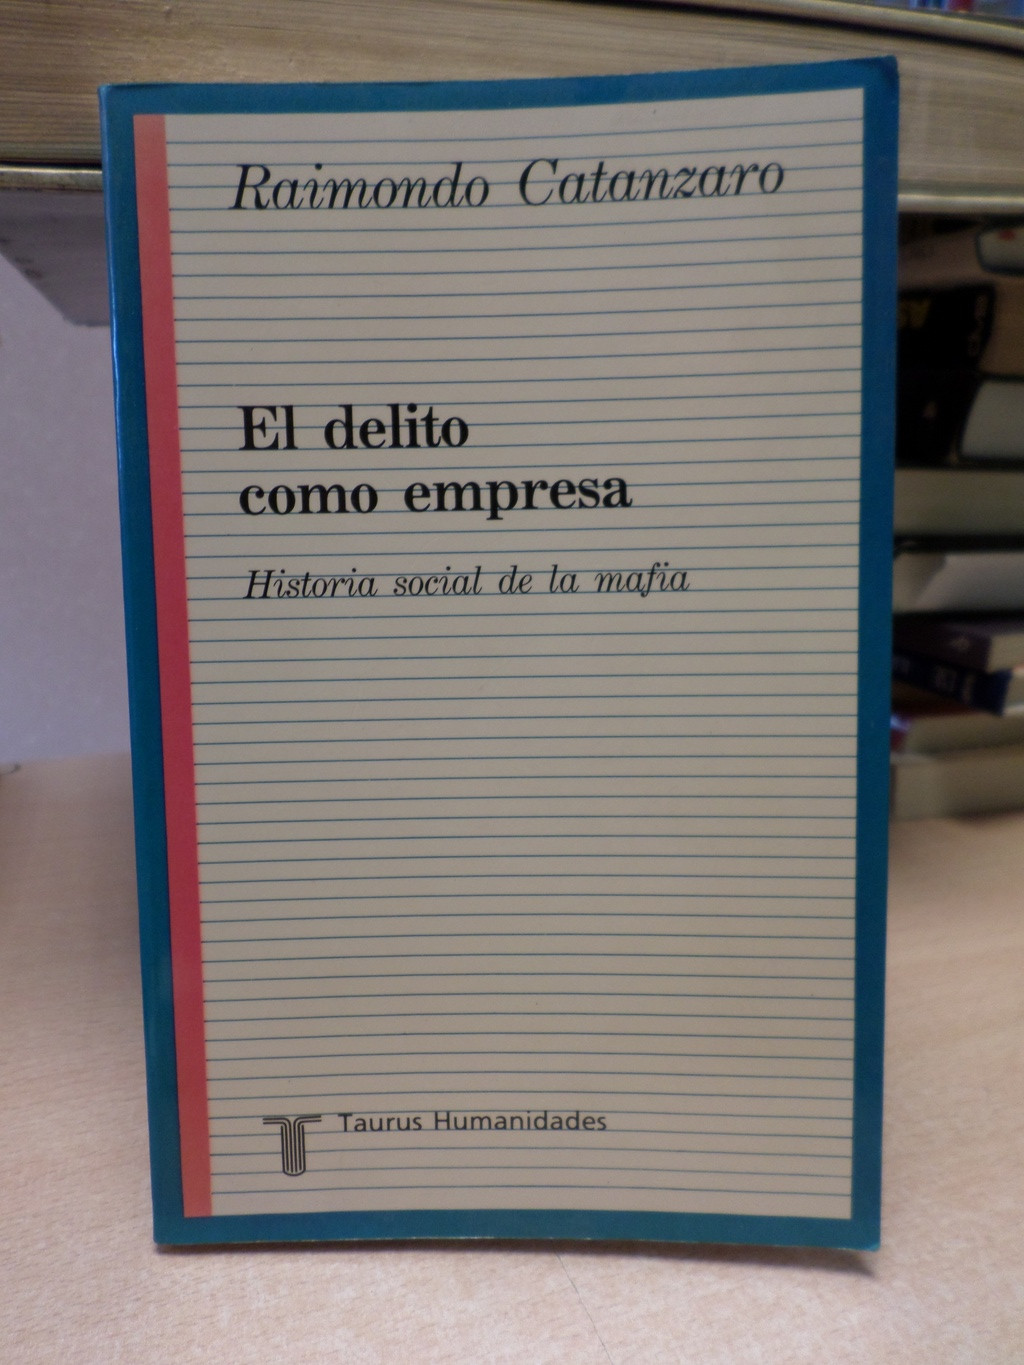 Raimondo Catanzaro
El delito
como empresa
Historia social de la mafia
Taurus Humanidades